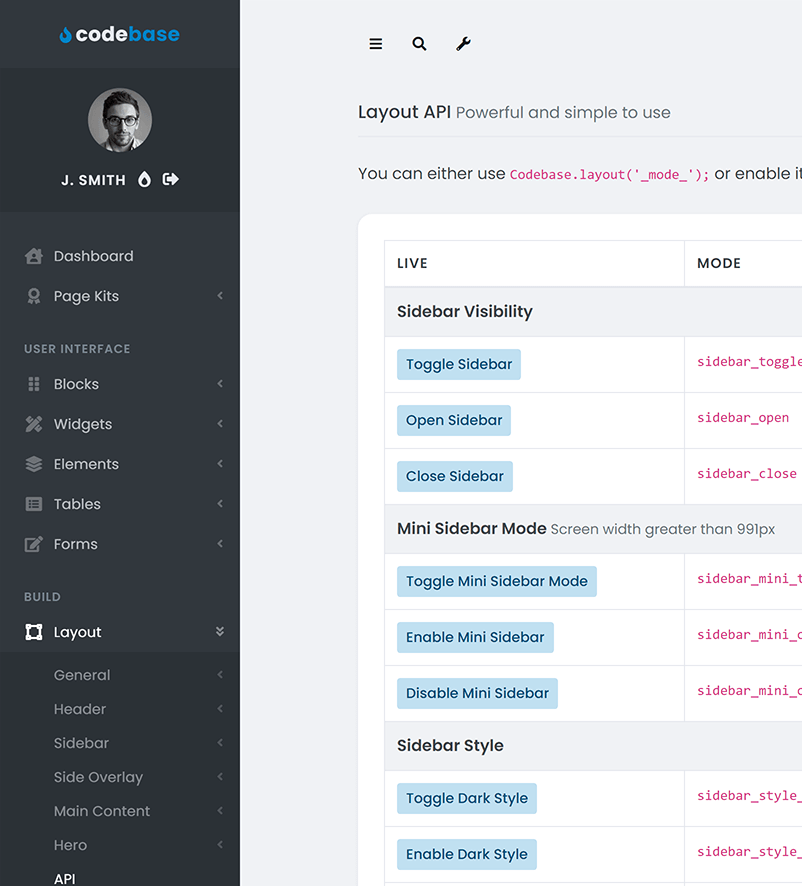 codebase
J. SMITH
Dashboard
Page Kits
USER INTERFACE
Blocks
Widgets
Elements
Tables
Forms
BUILD
Layout
General
Header
Sidebar
Side Overlay
Main Content
Hero
API
Layout API Powerful and simple to use
You can either use Codebase.layout('_mode_'); or enable it
LIVE MODE
Sidebar Visibility
Toggle Sidebar sidebar_toggle
Open Sidebar sidebar_open
Close Sidebar sidebar_close
Mini Sidebar Mode Screen width greater than 991px
Toggle Mini Sidebar Mode sidebar_mini_t
Enable Mini Sidebar sidebar_mini_o
Disable Mini Sidebar sidebar_mini_o
Sidebar Style
Toggle Dark Style sidebar_style_
Enable Dark Style sidebar_style_